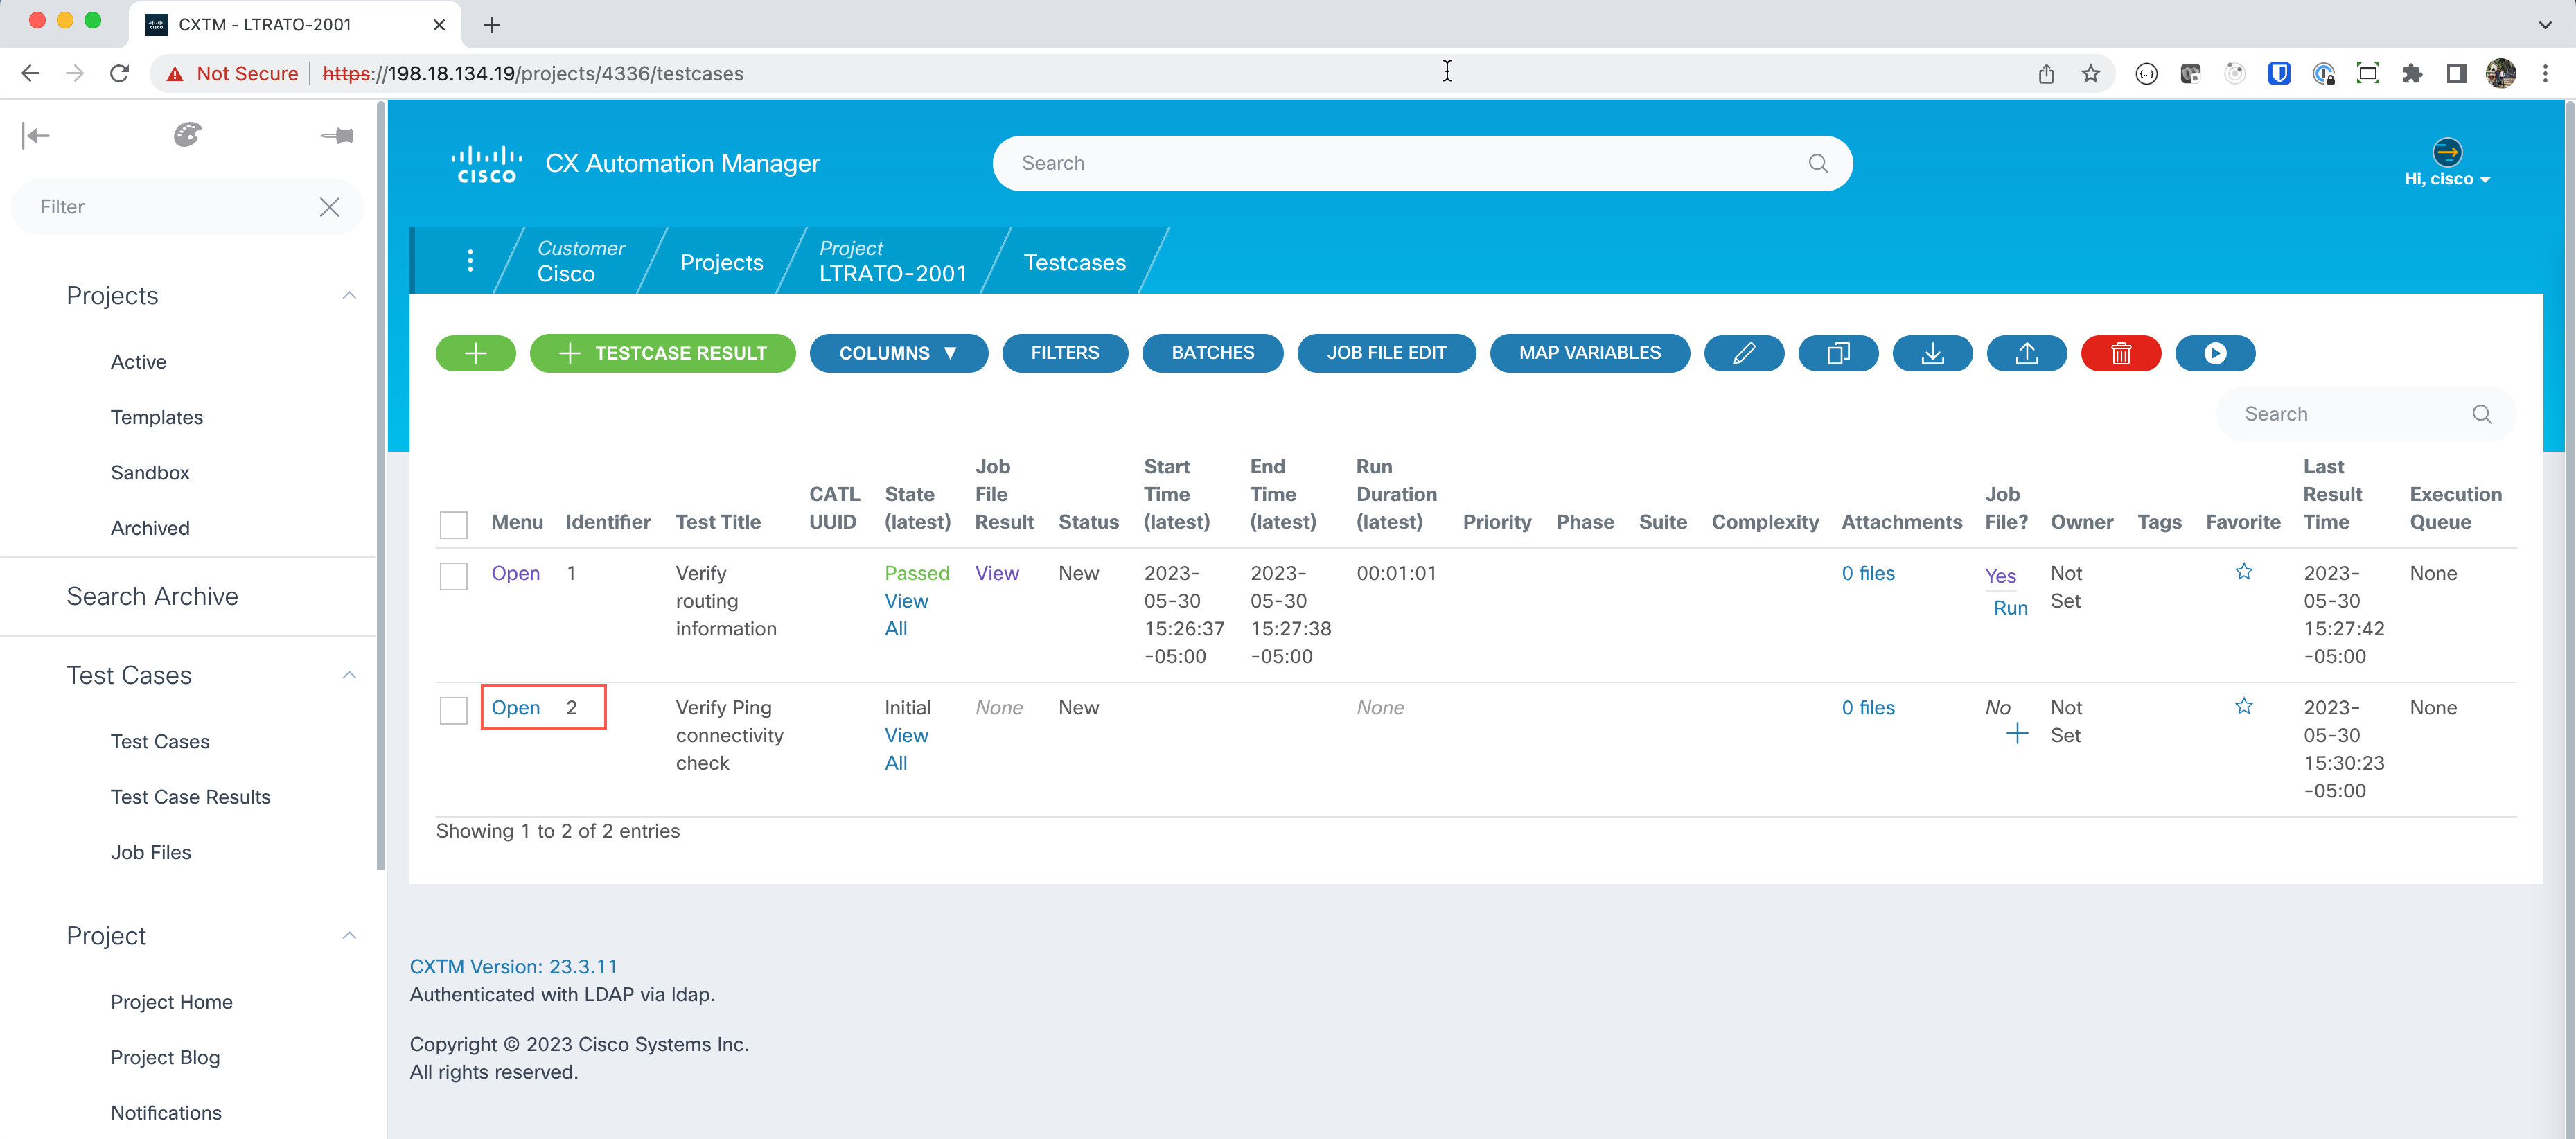 CXTM - LTRATO-2001
Not Secure https://198.18.134.19/projects/4336/testcases
Filter
Projects
Active
Templates
Sandbox
Archived
Search Archive
Test Cases
Test Cases
Test Case Results
Job Files
Project
Project Home
Project Blog
Notifications
CISCO
CX Automation Manager
Search
Hi, cisco
Customer
Cisco
Projects
Project
LTRATO-2001
Testcases
TESTCASE RESULT COLUMNS ▼ FILTERS BATCHES JOB FILE EDIT MAP VARIABLES
Search
Menu
Identifier
Test Title
CATL
UUID
State
(latest)
Job
File
Result
Status
Start
Time
(latest)
End
Time
(latest)
Run
Duration
(latest)
Priority
Phase
Suite
Complexity
Attachments
Job
File?
Owner
Tags
Favorite
Last
Result
Time
Execution
Queue
Open
1
Verify
routing
information
Passed
View
All
View
New
2023-
05-30
15:26:37
-05:00
2023-
05-30
15:27:38
-05:00
00:01:01
0 files
Yes
Run
Not
Set
2023-
05-30
15:27:42
-05:00
None
Open
2
Verify Ping
connectivity
check
Initial
View
All
None
New
None
0 files
No
Not
Set
2023-
05-30
15:30:23
-05:00
None
Showing 1 to 2 of 2 entries
CXTM Version: 23.3.11
Authenticated with LDAP via ldap.
Copyright © 2023 Cisco Systems Inc.
All rights reserved.